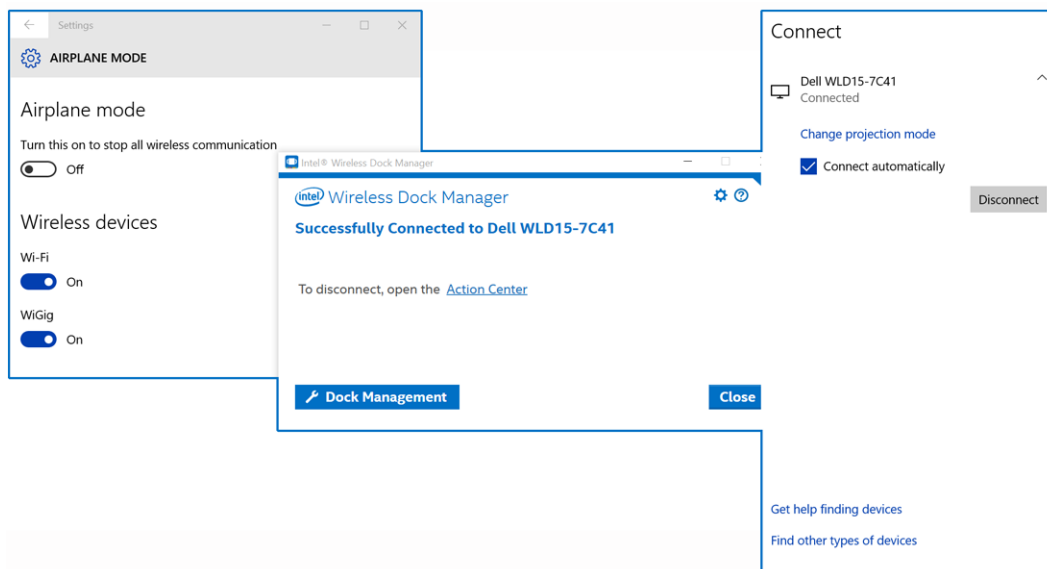 Settings
AIRPLANE MODE
Airplane mode
Turn this on to stop all wireless communication
Off
Wireless devices
Wi-Fi
On
WiGig
On
Intel® Wireless Dock Manager
intel Wireless Dock Manager
Successfully Connected to Dell WLD15-7C41
To disconnect, open the Action Center
Dock Management
Close
Connect
Dell WLD15-7C41
Connected
Change projection mode
Connect automatically
Disconnect
Get help finding devices
Find other types of devices